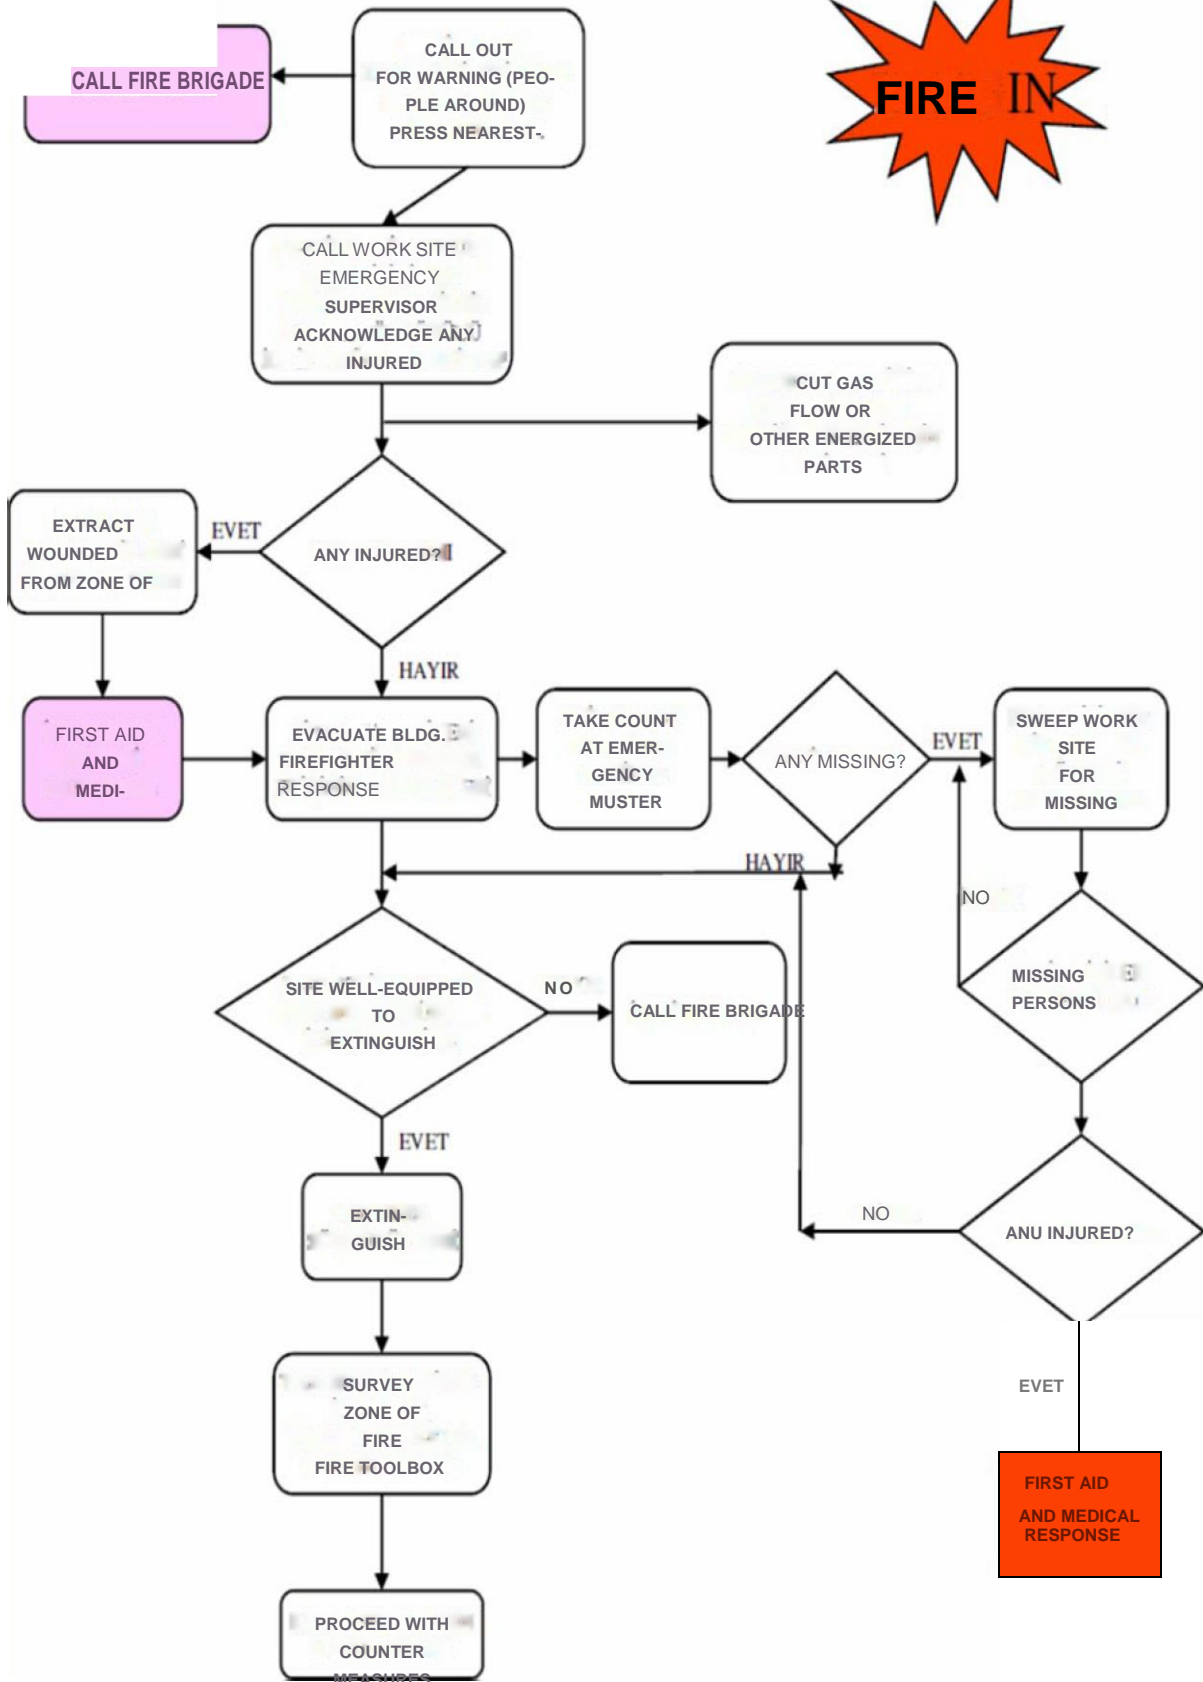 FIRE IN
CALL FIRE BRIGADE
CALL OUT
FOR WARNING (PEO-
PLE AROUND)
PRESS NEAREST-
CALL WORK SITE
EMERGENCY
SUPERVISOR
ACKNOWLEDGE ANY
INJURED
CUT GAS
FLOW OR
OTHER ENERGIZED
PARTS
ANY INJURED?
EVET
EXTRACT
WOUNDED
FROM ZONE OF
HAYIR
FIRST AID
AND
MEDI-
EVACUATE BLDG.
FIREFIGHTER
RESPONSE
TAKE COUNT
AT EMER-
GENCY
MUSTER
ANY MISSING?
EVET
SWEEP WORK
SITE
FOR
MISSING
HAYIR
NO
MISSING
PERSONS
SITE WELL-EQUIPPED
TO
EXTINGUISH
NO
CALL FIRE BRIGADE
EVET
EXTIN-
GUISH
NO
ANU INJURED?
SURVEY
ZONE OF
FIRE
FIRE TOOLBOX
EVET
FIRST AID
AND MEDICAL
RESPONSE
PROCEED WITH
COUNTER
MEASURES